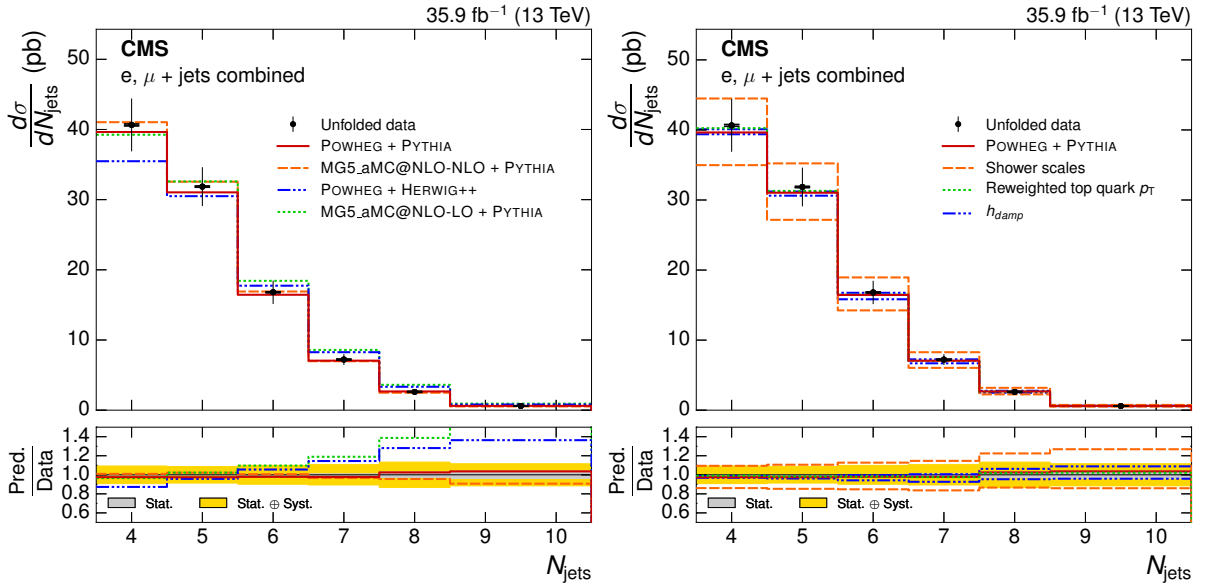 35.9 fb⁻¹ (13 TeV)
CMS
e, μ + jets combined
dσ/dN_jets (pb)
50
40
30
20
10
0
Unfolded data
POWHEG + PYTHIA
MG5_aMC@NLO-NLO + PYTHIA
POWHEG + HERWIG++
MG5_aMC@NLO-LO + PYTHIA
Pred./Data
1.4
1.2
1.0
0.8
0.6
Stat.
Stat. ⊕ Syst.
4 5 6 7 8 9 10
N_jets
35.9 fb⁻¹ (13 TeV)
CMS
e, μ + jets combined
dσ/dN_jets (pb)
50
40
30
20
10
0
Unfolded data
POWHEG + PYTHIA
Shower scales
Reweighted top quark p_T
h_damp
Pred./Data
1.4
1.2
1.0
0.8
0.6
Stat.
Stat. ⊕ Syst.
4 5 6 7 8 9 10
N_jets